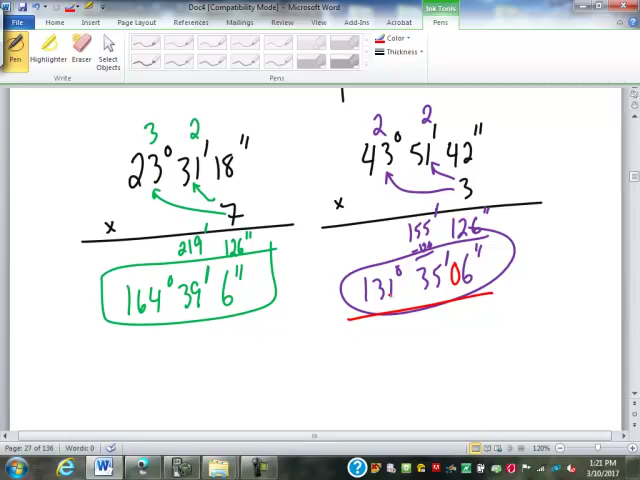 Doc4 [Compatibility Mode] - Microsoft Word
Ink Tools
File Home Insert Page Layout References Mailings Review View Add-Ins Acrobat Pens
Pen Highlighter Eraser Select Objects
Color
Thickness
Write
Pens
3 2
23° 31' 18"
7
x
219' 126"
164° 39' 6"
2 2
43° 51' 42"
3
x
155' 126"
-120
131° 35' 06"
Page: 27 of 136 Words: 0 120%
1:21 PM
3/10/2017